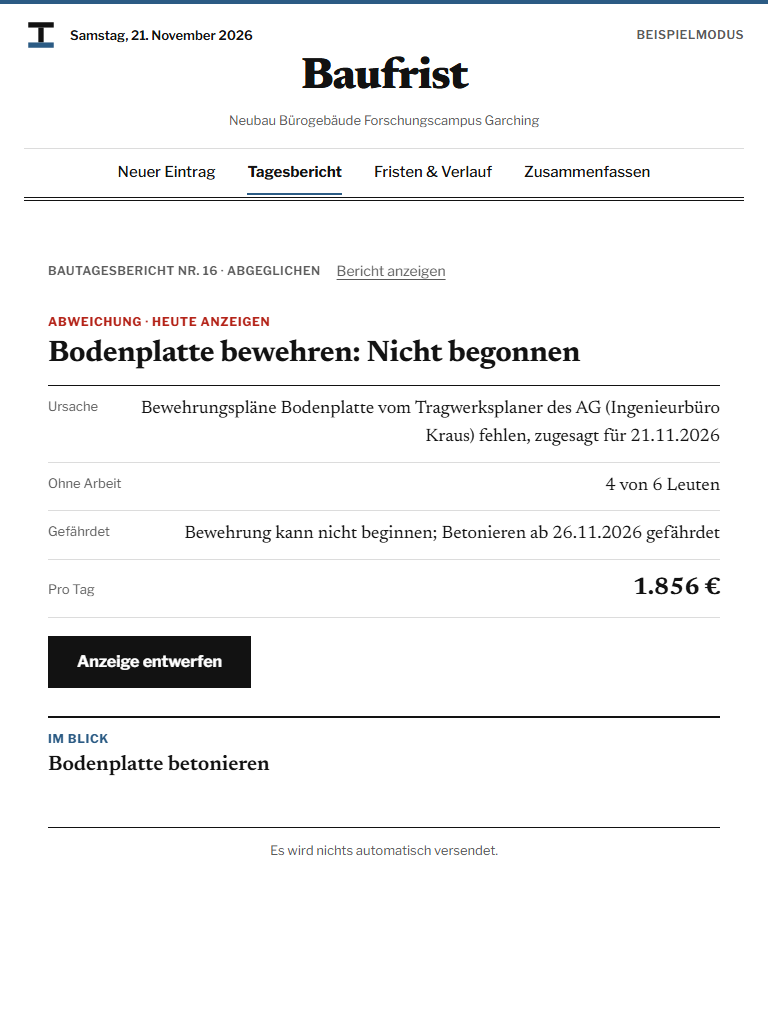 Samstag, 21. November 2026
BEISPIELMODUS
Baufrist
Neubau Bürogebäude Forschungscampus Garching
Neuer Eintrag Tagesbericht Fristen & Verlauf Zusammenfassen
BAUTAGESBERICHT NR. 16 · ABGEGLICHEN Bericht anzeigen
ABWEICHUNG · HEUTE ANZEIGEN
Bodenplatte bewehren: Nicht begonnen
Ursache Bewehrungspläne Bodenplatte vom Tragwerksplaner des AG (Ingenieurbüro
Kraus) fehlen, zugesagt für 21.11.2026
Ohne Arbeit 4 von 6 Leuten
Gefährdet Bewehrung kann nicht beginnen; Betonieren ab 26.11.2026 gefährdet
Pro Tag 1.856 €
Anzeige entwerfen
IM BLICK
Bodenplatte betonieren
Es wird nichts automatisch versendet.